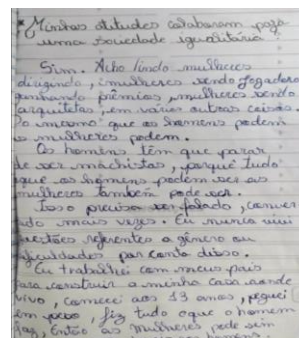 * Minhas atitudes colaboram para
uma sociedade igualitária?
Sim. Acho lindo mulheres
dirigindo, mulheres sendo jogadora
ganhando prêmios, mulheres sendo
arquitetas, em várias outras coisas
o mesmo que os homens podem
as mulheres podem.
Os homens têm que parar
de ser machistas, porque tudo
que os homens podem ser as
mulheres também pode ser.
Isso precisa ser falado, conver
ado mais vezes. Eu nunca vivi
questões referentes a gênero ou
ficuldades por conta disso.
Eu trabalhei com meus pais
para construir a minha casa onde
vivo, comecei aos 13 anos, peguei
em peso, fiz tudo o que o homem
faz, Então as mulheres pode sim